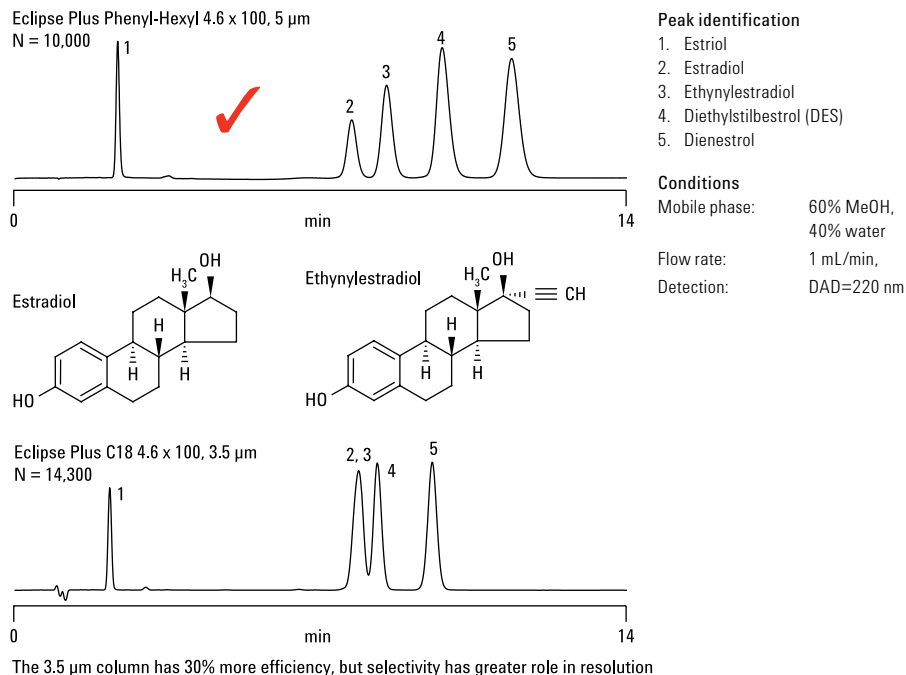 Eclipse Plus Phenyl-Hexyl 4.6 x 100, 5 µm
N = 10,000
1
2
3
4
5
0
min
14
Peak identification
1. Estriol
2. Estradiol
3. Ethynylestradiol
4. Diethylstilbestrol (DES)
5. Dienestrol
Conditions
Mobile phase: 60% MeOH,
40% water
Flow rate: 1 mL/min,
Detection: DAD=220 nm
Estradiol
OH
H₃C
H
H
H
HO
Ethynylestradiol
OH
H₃C
CH
H
H
H
HO
Eclipse Plus C18 4.6 x 100, 3.5 µm
N = 14,300
1
2, 3
4
5
0
min
14
The 3.5 µm column has 30% more efficiency, but selectivity has greater role in resolution